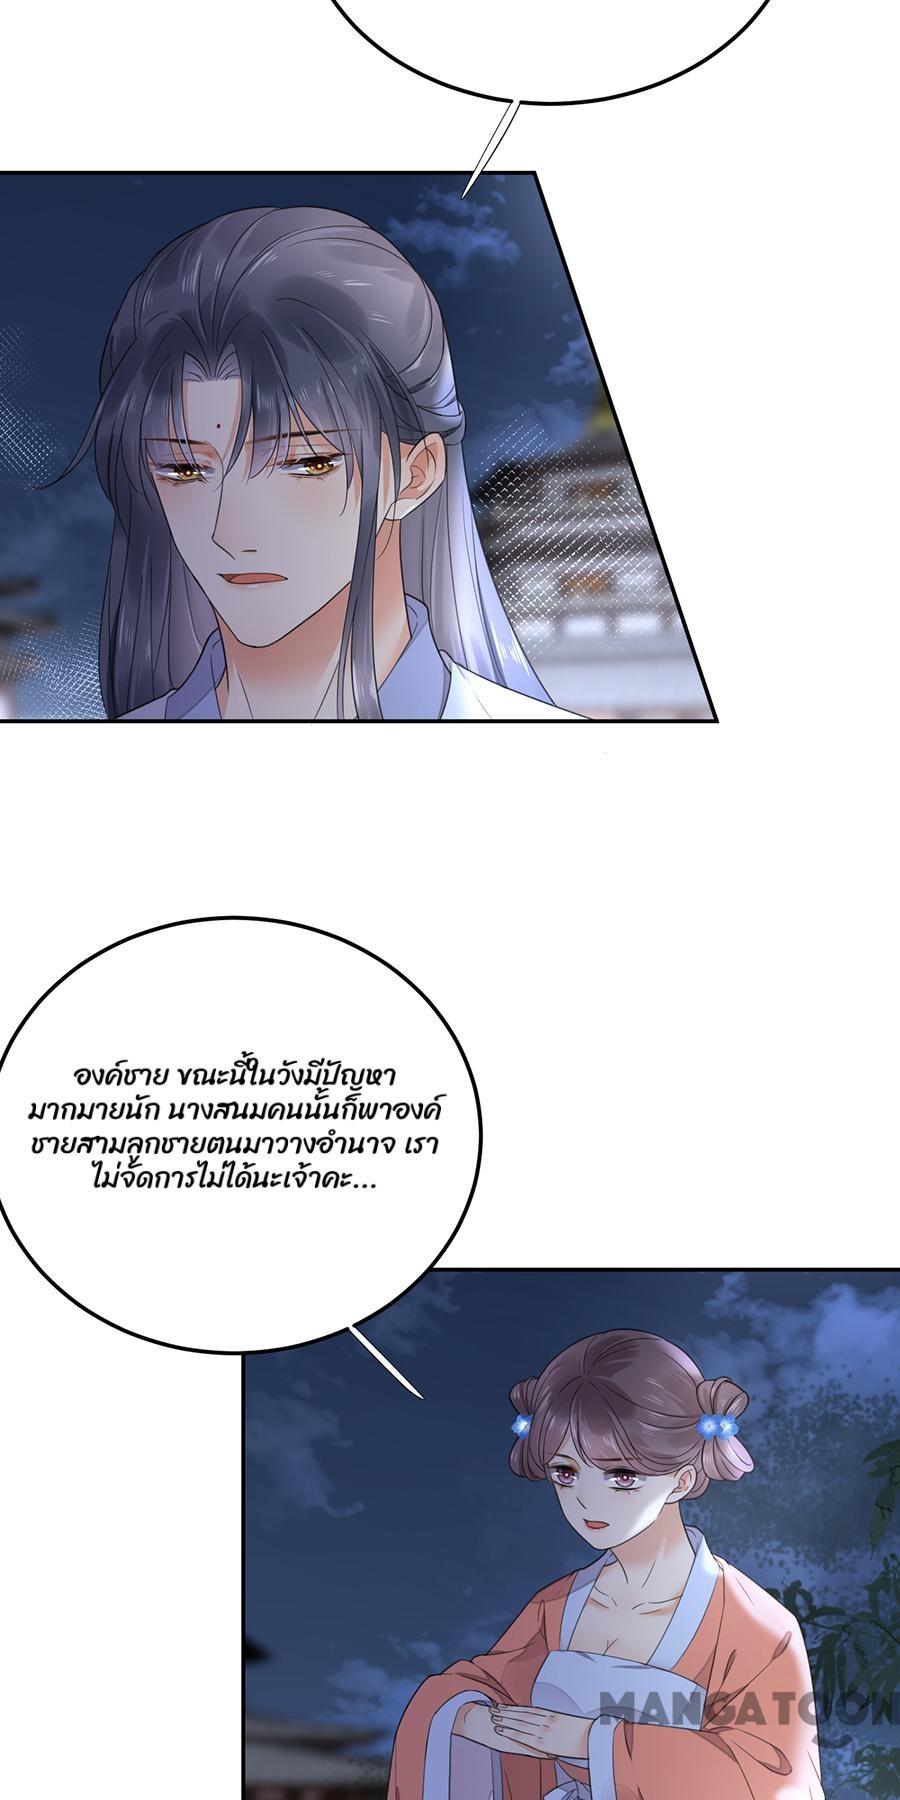 องค์ชาย ขณะนี้ในวังมีปัญหา
มากมายนัก นางสนมคนนั้นก็พาองค์
ชายสามลูกชายตนมาวางอำนาจ เรา
ไม่จัดการไม่ได้นะเจ้าคะ...
MANGATOON